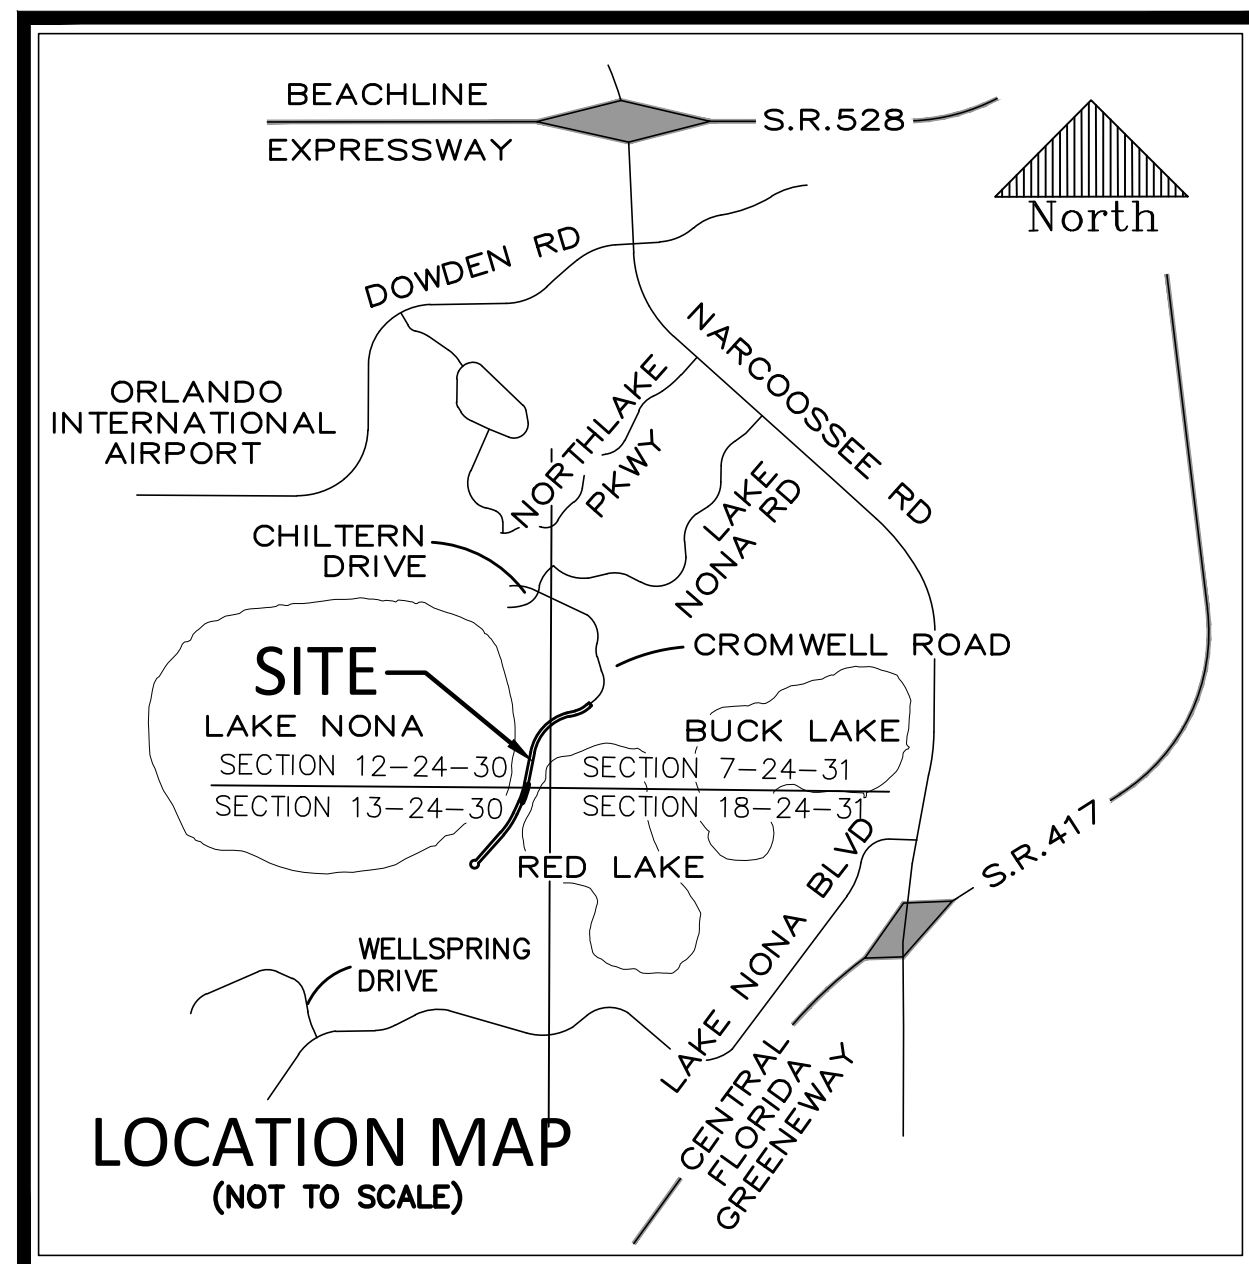 BEACHLINE
EXPRESSWAY
S.R.528
North
DOWDEN RD
NARCOOSSEE RD
ORLANDO
INTERNATIONAL
AIRPORT
NORTHLAKE
PKWY
LAKE
NONA RD
CHILTERN
DRIVE
CROMWELL ROAD
SITE
LAKE NONA
BUCK LAKE
SECTION 12-24-30
SECTION 7-24-31
SECTION 13-24-30
SECTION 18-24-31
RED LAKE
LAKE NONA BLVD
S.R.417
WELLSPRING
DRIVE
CENTRAL
FLORIDA
GREENEWAY
LOCATION MAP
(NOT TO SCALE)